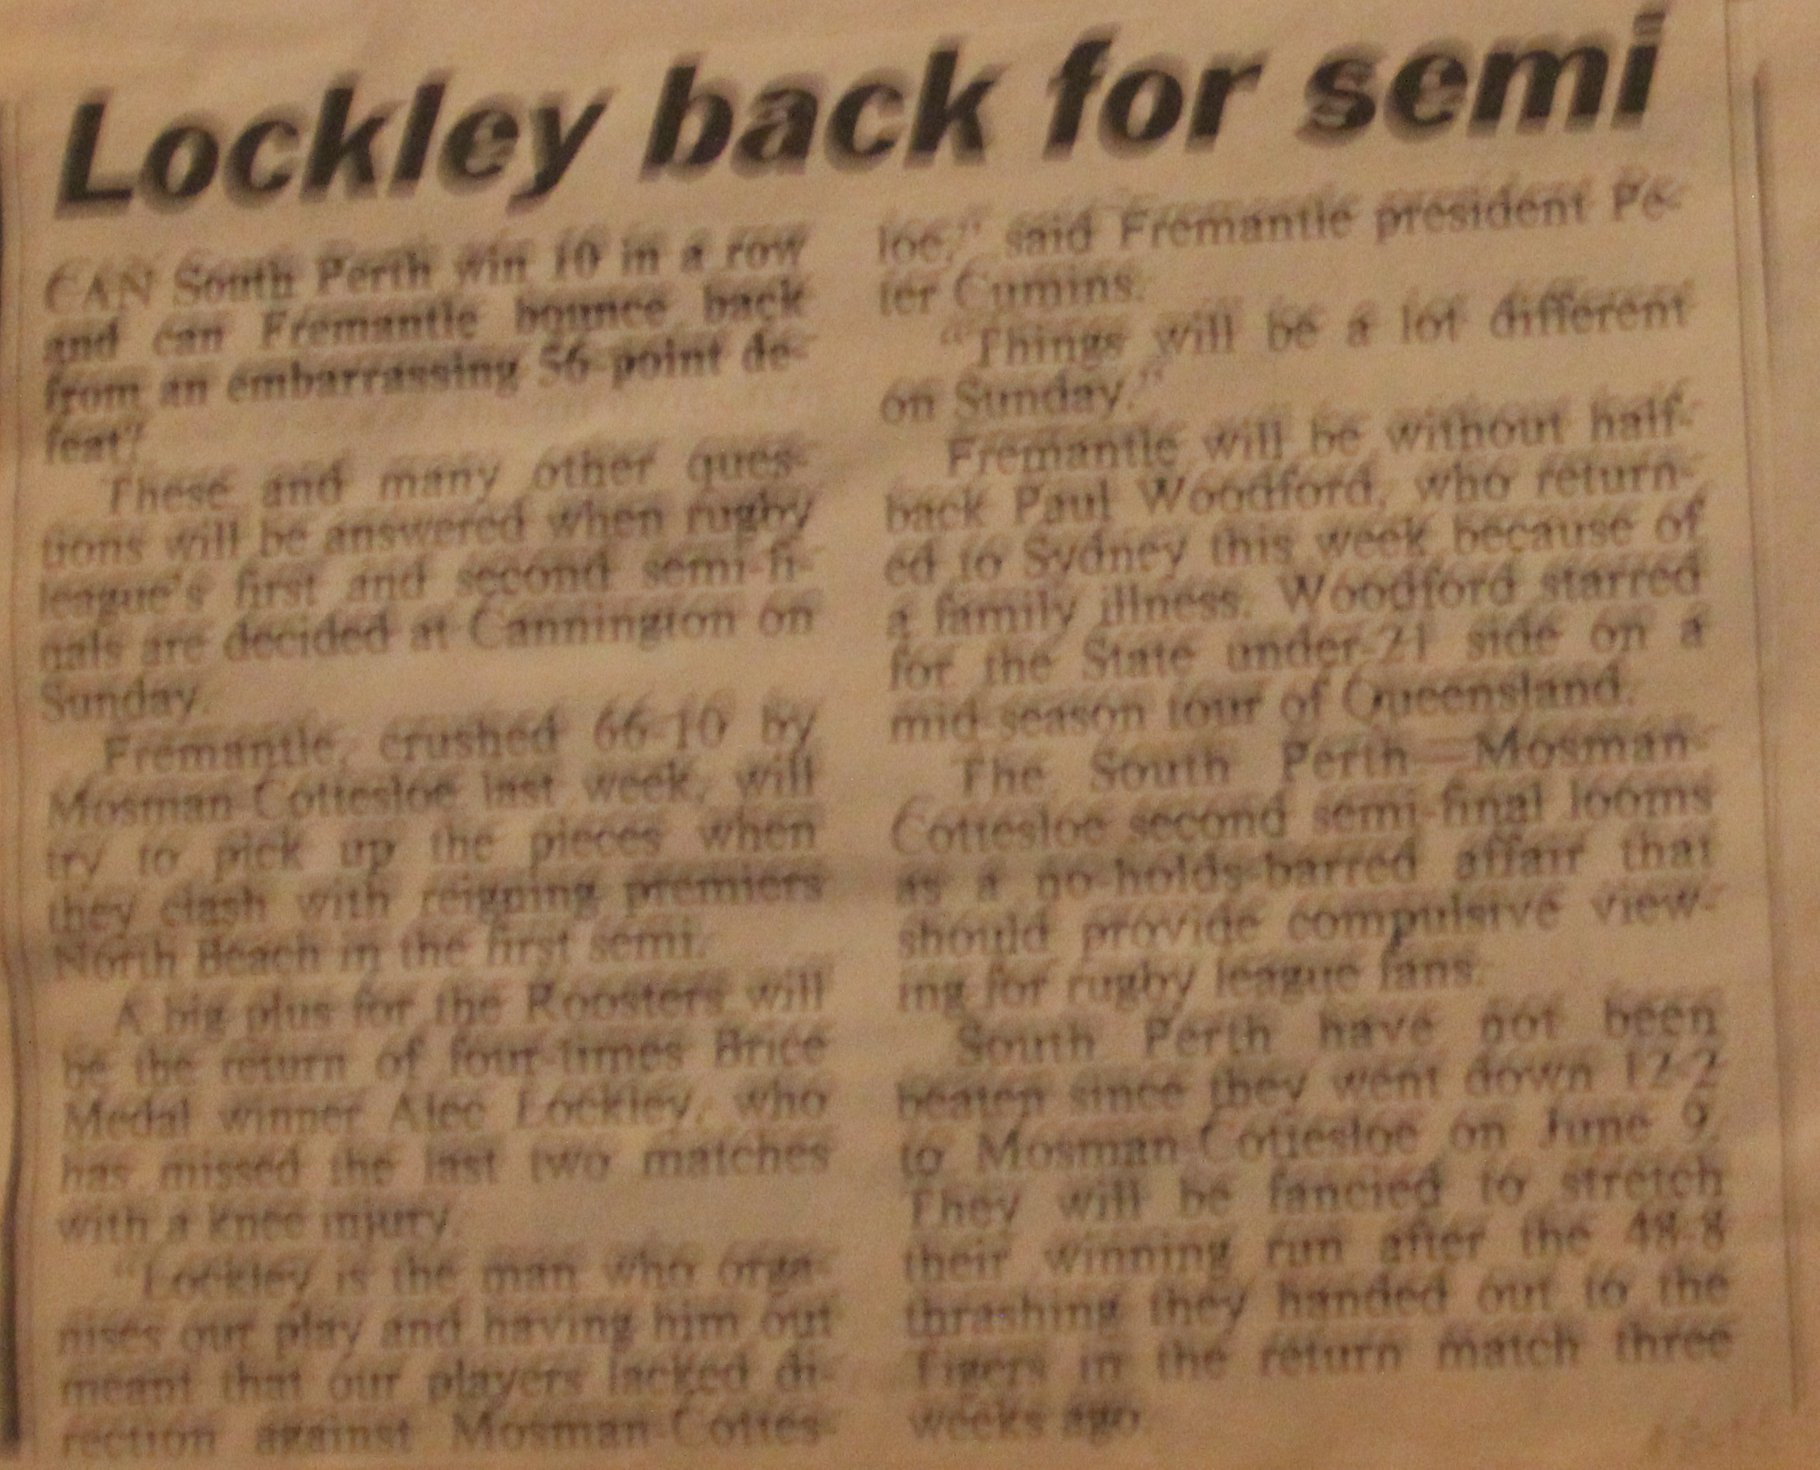 Lockley back for semi
CAN South Perth win 10 in a row
and can Fremantle bounce back
from an embarrassing 56-point de-
feat?
These and many other ques-
tions will be answered when rugby
league's first and second semi-fi-
nals are decided at Cannington on
Sunday.
Fremantle, crushed 66-10 by
Mosman-Cottesloe last week, will
try to pick up the pieces when
they clash with reigning premiers
North Beach in the first semi.
A big plus for the Roosters will
be the return of four-times Brice
Medal winner Alec Lockley, who
has missed the last two matches
with a knee injury.
"Lockley is the man who orga-
nises our play and having him out
meant that our players lacked di-
rection against Mosman-Cottes-
loe," said Fremantle president Pe-
ter Cumins.
"Things will be a lot different
on Sunday."
Fremantle will be without half-
back Paul Woodford, who return-
ed to Sydney this week because of
a family illness. Woodford starred
for the State under-21 side on a
mid-season tour of Queensland.
The South Perth—Mosman-
Cottesloe second semi-final looms
as a no-holds-barred affair that
should provide compulsive view-
ing for rugby league fans.
South Perth have not been
beaten since they went down 12-2
to Mosman-Cottesloe on June 9.
They will be fancied to stretch
their winning run after the 48-8
thrashing they handed out to the
Tigers in the return match three
weeks ago.